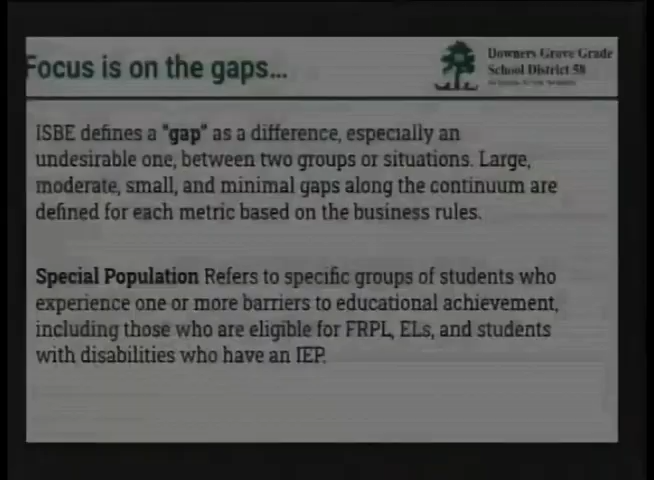 Focus is on the gaps...
Downers Grove Grade
School District 58
ISBE defines a "gap" as a difference, especially an
undesirable one, between two groups or situations. Large,
moderate, small, and minimal gaps along the continuum are
defined for each metric based on the business rules.
Special Population Refers to specific groups of students who
experience one or more barriers to educational achievement,
including those who are eligible for FRPL, ELs, and students
with disabilities who have an IEP.